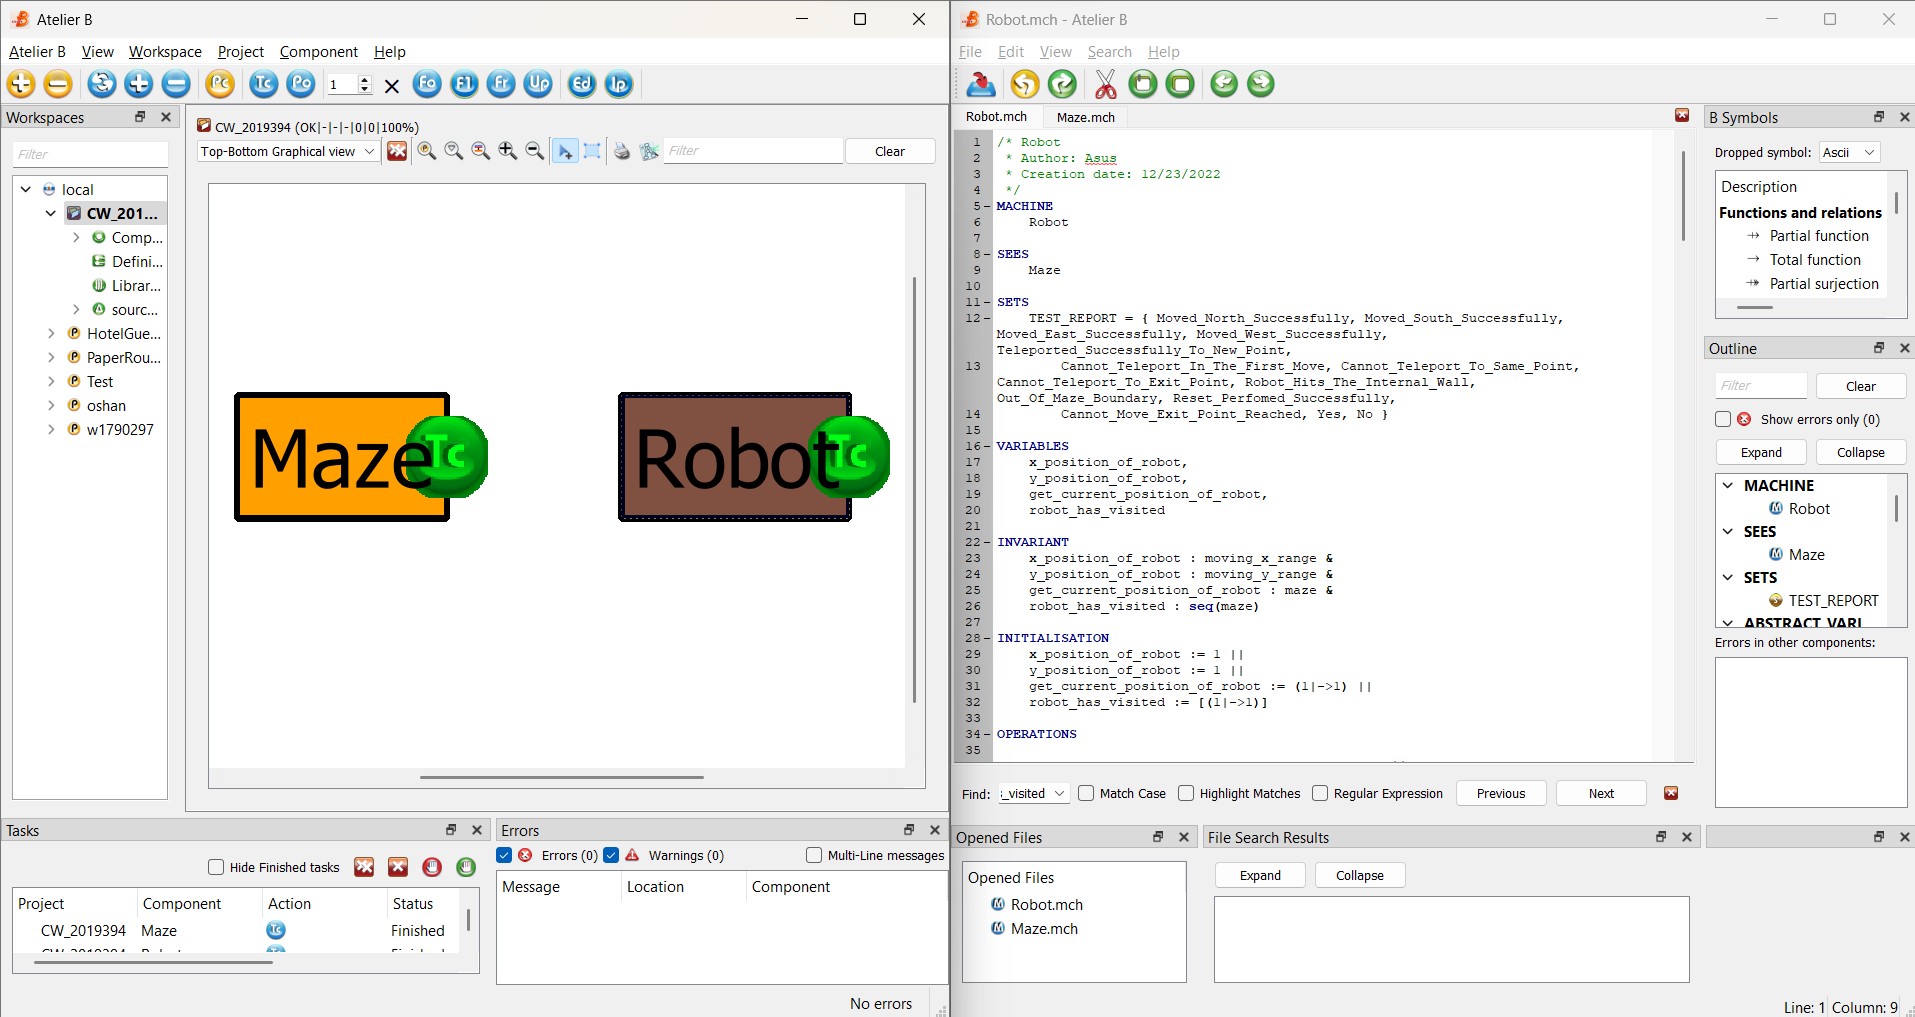 Atelier B
Atelier B View Workspace Project Component Help
Pc Tc Po 1 Fo F1 Fr Up Ed Ip
Workspaces
Filter
local
CW_201...
Comp...
Defini...
Librar...
sourc...
HotelGue...
PaperRou...
Test
oshan
w1790297
CW_2019394 (OK|-|-|-|0|0|100%)
Top-Bottom Graphical view
Filter
Clear
Maze Tc
Robot Tc
Tasks
Hide Finished tasks
Project Component Action Status
CW_2019394 Maze Tc Finished
Errors
Errors (0) Warnings (0) Multi-Line messages
Message Location Component
No errors
Robot.mch - Atelier B
File Edit View Search Help
Robot.mch Maze.mch
1 /* Robot
2 * Author: Asus
3 * Creation date: 12/23/2022
4 */
5 MACHINE
6 Robot
7
8 SEES
9 Maze
10
11 SETS
12 TEST_REPORT = { Moved_North_Successfully, Moved_South_Successfully,
Moved_East_Successfully, Moved_West_Successfully,
Teleported_Successfully_To_New_Point,
13 Cannot_Teleport_In_The_First_Move, Cannot_Teleport_To_Same_Point,
Cannot_Teleport_To_Exit_Point, Robot_Hits_The_Internal_Wall,
Out_Of_Maze_Boundary, Reset_Perfomed_Successfully,
14 Cannot_Move_Exit_Point_Reached, Yes, No }
15
16 VARIABLES
17 x_position_of_robot,
18 y_position_of_robot,
19 get_current_position_of_robot,
20 robot_has_visited
21
22 INVARIANT
23 x_position_of_robot : moving_x_range &
24 y_position_of_robot : moving_y_range &
25 get_current_position_of_robot : maze &
26 robot_has_visited : seq(maze)
27
28 INITIALISATION
29 x_position_of_robot := 1 ||
30 y_position_of_robot := 1 ||
31 get_current_position_of_robot := (1|->1) ||
32 robot_has_visited := [(1|->1)]
33
34 OPERATIONS
35
Find: _visited Match Case Highlight Matches Regular Expression Previous Next
Opened Files
Opened Files
Robot.mch
Maze.mch
File Search Results
Expand Collapse
B Symbols
Dropped symbol: Ascii
Description
Functions and relations
Partial function
Total function
Partial surjection
Outline
Filter Clear
Show errors only (0)
Expand Collapse
MACHINE
Robot
SEES
Maze
SETS
TEST_REPORT
ABSTRACT_VARI
Errors in other components:
Line: 1 Column: 9